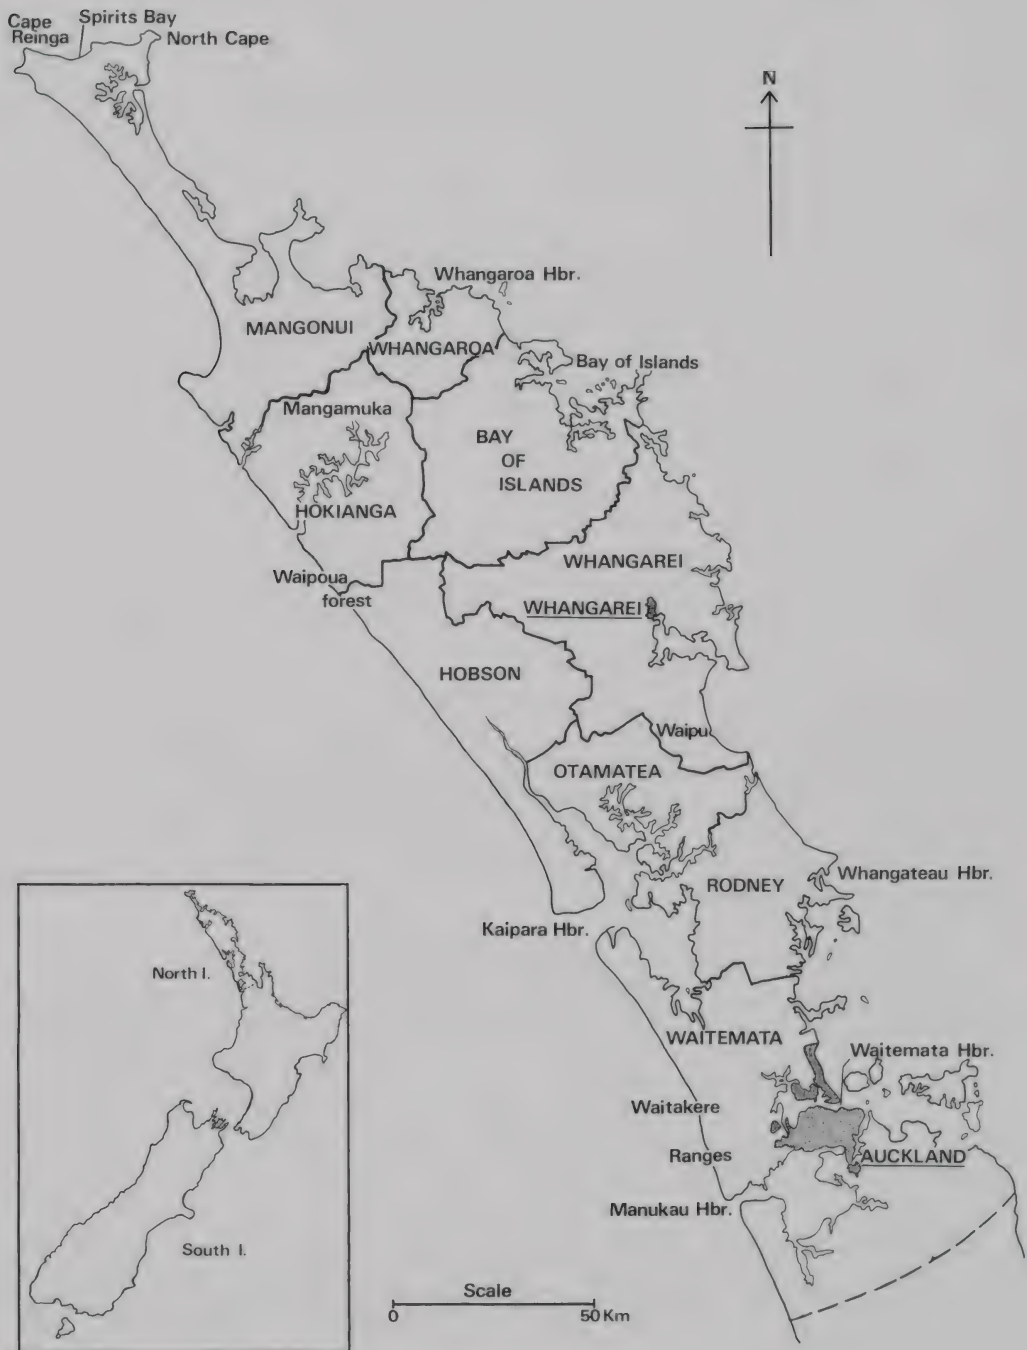 Cape
Reinga
Spirits Bay
North Cape
N
Whangaroa Hbr.
MANGONUI
WHANGAROA
Bay of Islands
Mangamuka
BAY
OF
ISLANDS
HOKIANGA
WHANGAREI
Waipoua
forest
WHANGAREI
HOBSON
Waipu
OTAMATEA
Whangateau Hbr.
RODNEY
Kaipara Hbr.
North I.
WAITEMATA
Waitemata Hbr.
Waitakere
Ranges
AUCKLAND
Manukau Hbr.
South I.
Scale
0 50 Km